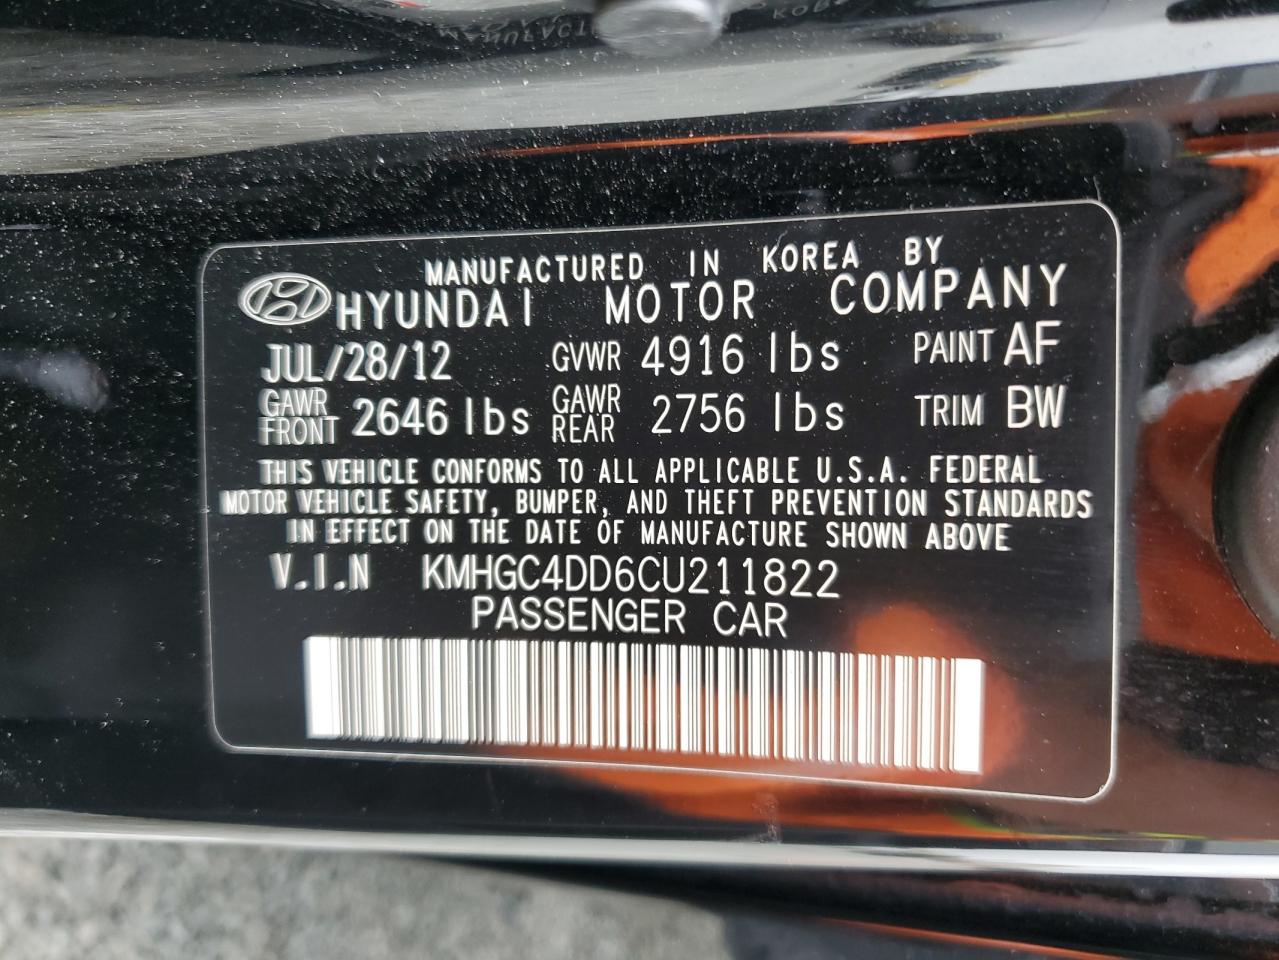 MANUFACTURED IN KOREA BY
HYUNDAI MOTOR COMPANY
JUL/28/12 GVWR 4916 lbs PAINT AF
GAWR FRONT 2646 lbs GAWR REAR 2756 lbs TRIM BW
THIS VEHICLE CONFORMS TO ALL APPLICABLE U.S.A. FEDERAL
MOTOR VEHICLE SAFETY, BUMPER, AND THEFT PREVENTION STANDARDS
IN EFFECT ON THE DATE OF MANUFACTURE SHOWN ABOVE
V.I.N KMHGC4DD6CU211822
PASSENGER CAR